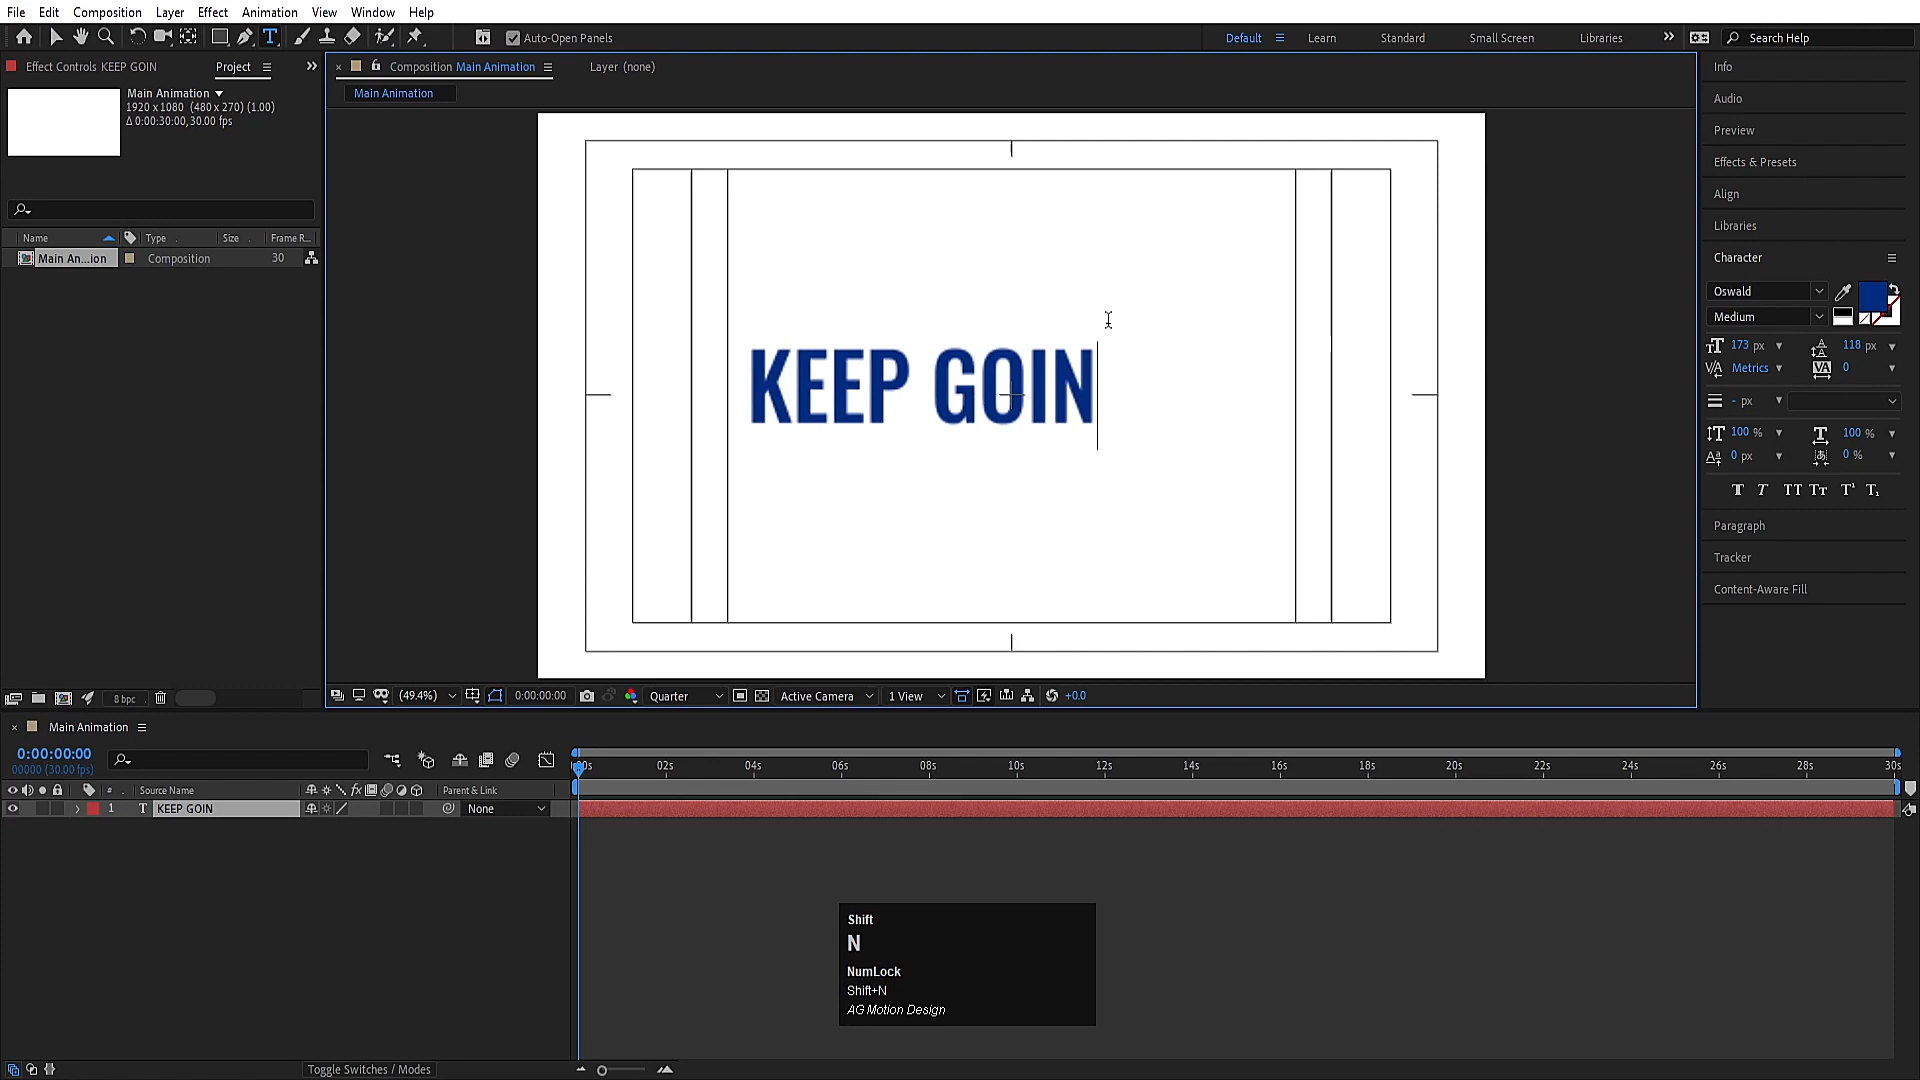 File Edit Composition Layer Effect Animation View Window Help
Auto-Open Panels Default Learn Standard Small Screen Libraries Search Help
Effect Controls KEEP GOIN Project
Composition Main Animation Layer (none)
Main Animation
Main Animation
1920 x 1080 (480 x 270) (1.00)
Δ 0:00:30:00, 30.00 fps
Name Type Size Frame R...
Main An...ion Composition 30
KEEP GOIN
Info
Audio
Preview
Effects & Presets
Align
Libraries
Character
Oswald
Medium
173 px 118 px
Metrics 0
- px
100 % 100 %
0 px 0 %
T T TT Tt T¹ T₁
Paragraph
Tracker
Content-Aware Fill
8 bpc
(49.4%) 0:00:00:00 Quarter Active Camera 1 View +0.0
Main Animation
0:00:00:00
00000 (30.00 fps)
02s 04s 06s 08s 10s 12s 14s 16s 18s 20s 22s 24s 26s 28s 30s
# Source Name fx Parent & Link
1 T KEEP GOIN None
Shift
N
NumLock
Shift+N
AG Motion Design
Toggle Switches / Modes